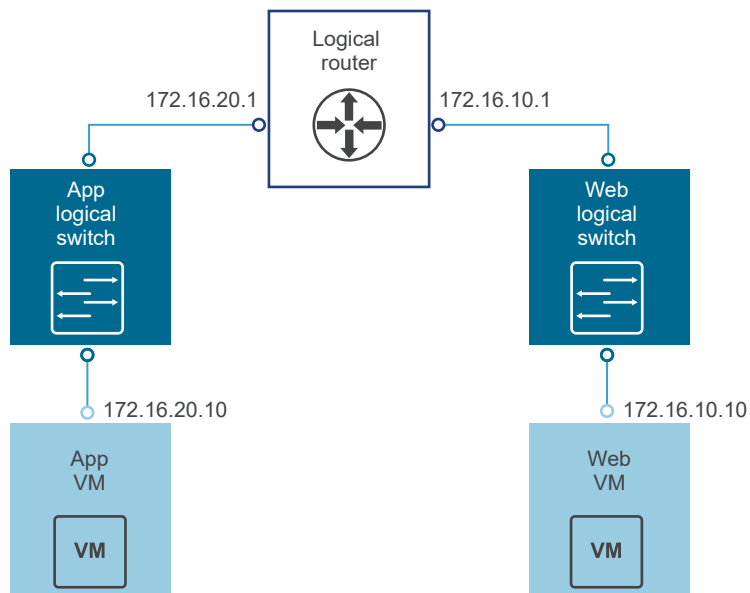 Logical
router
172.16.20.1
172.16.10.1
App
logical
switch
Web
logical
switch
172.16.20.10
172.16.10.10
App
VM
VM
Web
VM
VM